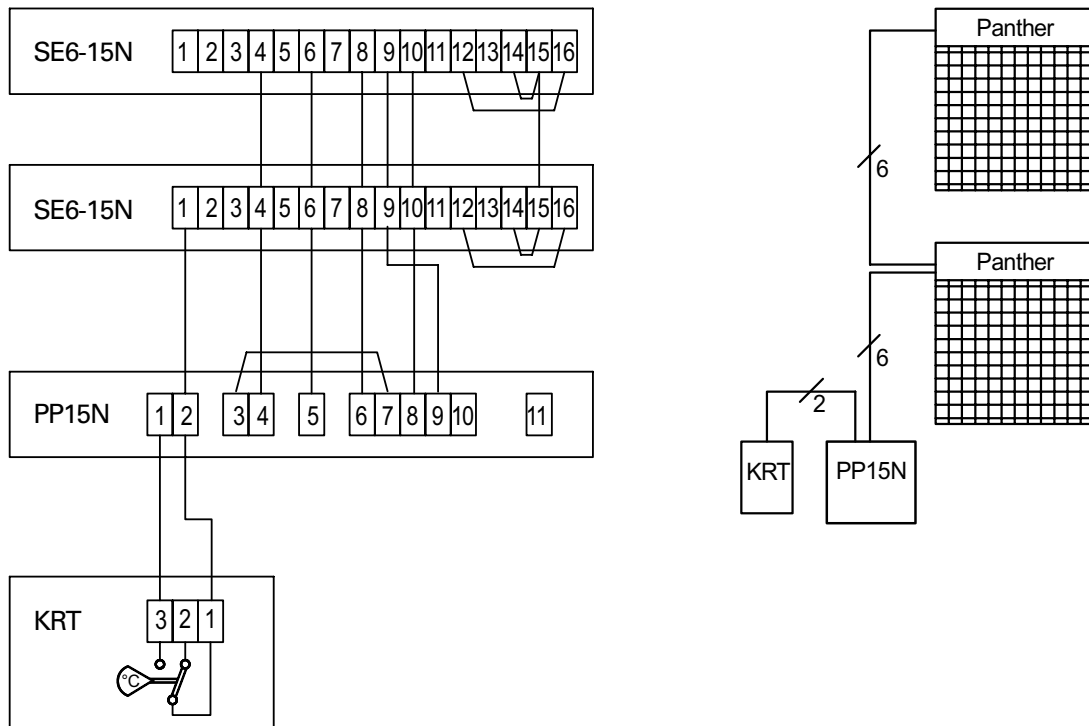 SE6-15N 1 2 3 4 5 6 7 8 9 10 11 12 13 14 15 16
SE6-15N 1 2 3 4 5 6 7 8 9 10 11 12 13 14 15 16
PP15N 1 2 3 4 5 6 7 8 9 10 11
KRT
3 2 1
°C
Panther
6
Panther
6
2
KRT
PP15N